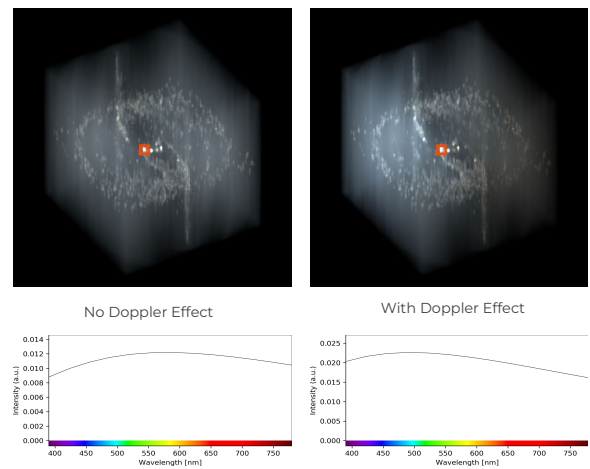 No Doppler Effect
With Doppler Effect
0.014
0.012
0.010
0.008
0.006
0.004
0.002
0.000
Intensity (a.u.)
400 450 500 550 600 650 700 750
Wavelength [nm]
0.025
0.020
0.015
0.010
0.005
0.000
Intensity (a.u.)
400 450 500 550 600 650 700 750
Wavelength [nm]